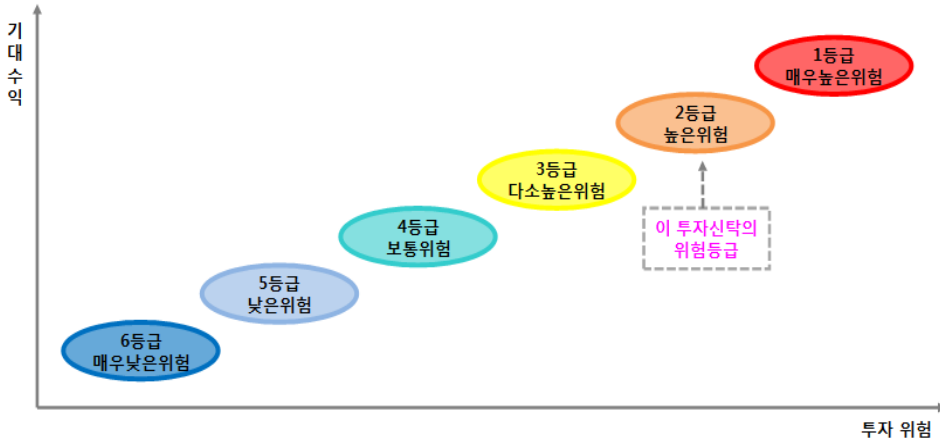 기대수익
1등급
매우높은위험
2등급
높은위험
3등급
다소높은위험
이 투자신탁의
위험등급
4등급
보통위험
5등급
낮은위험
6등급
매우낮은위험
투자 위험